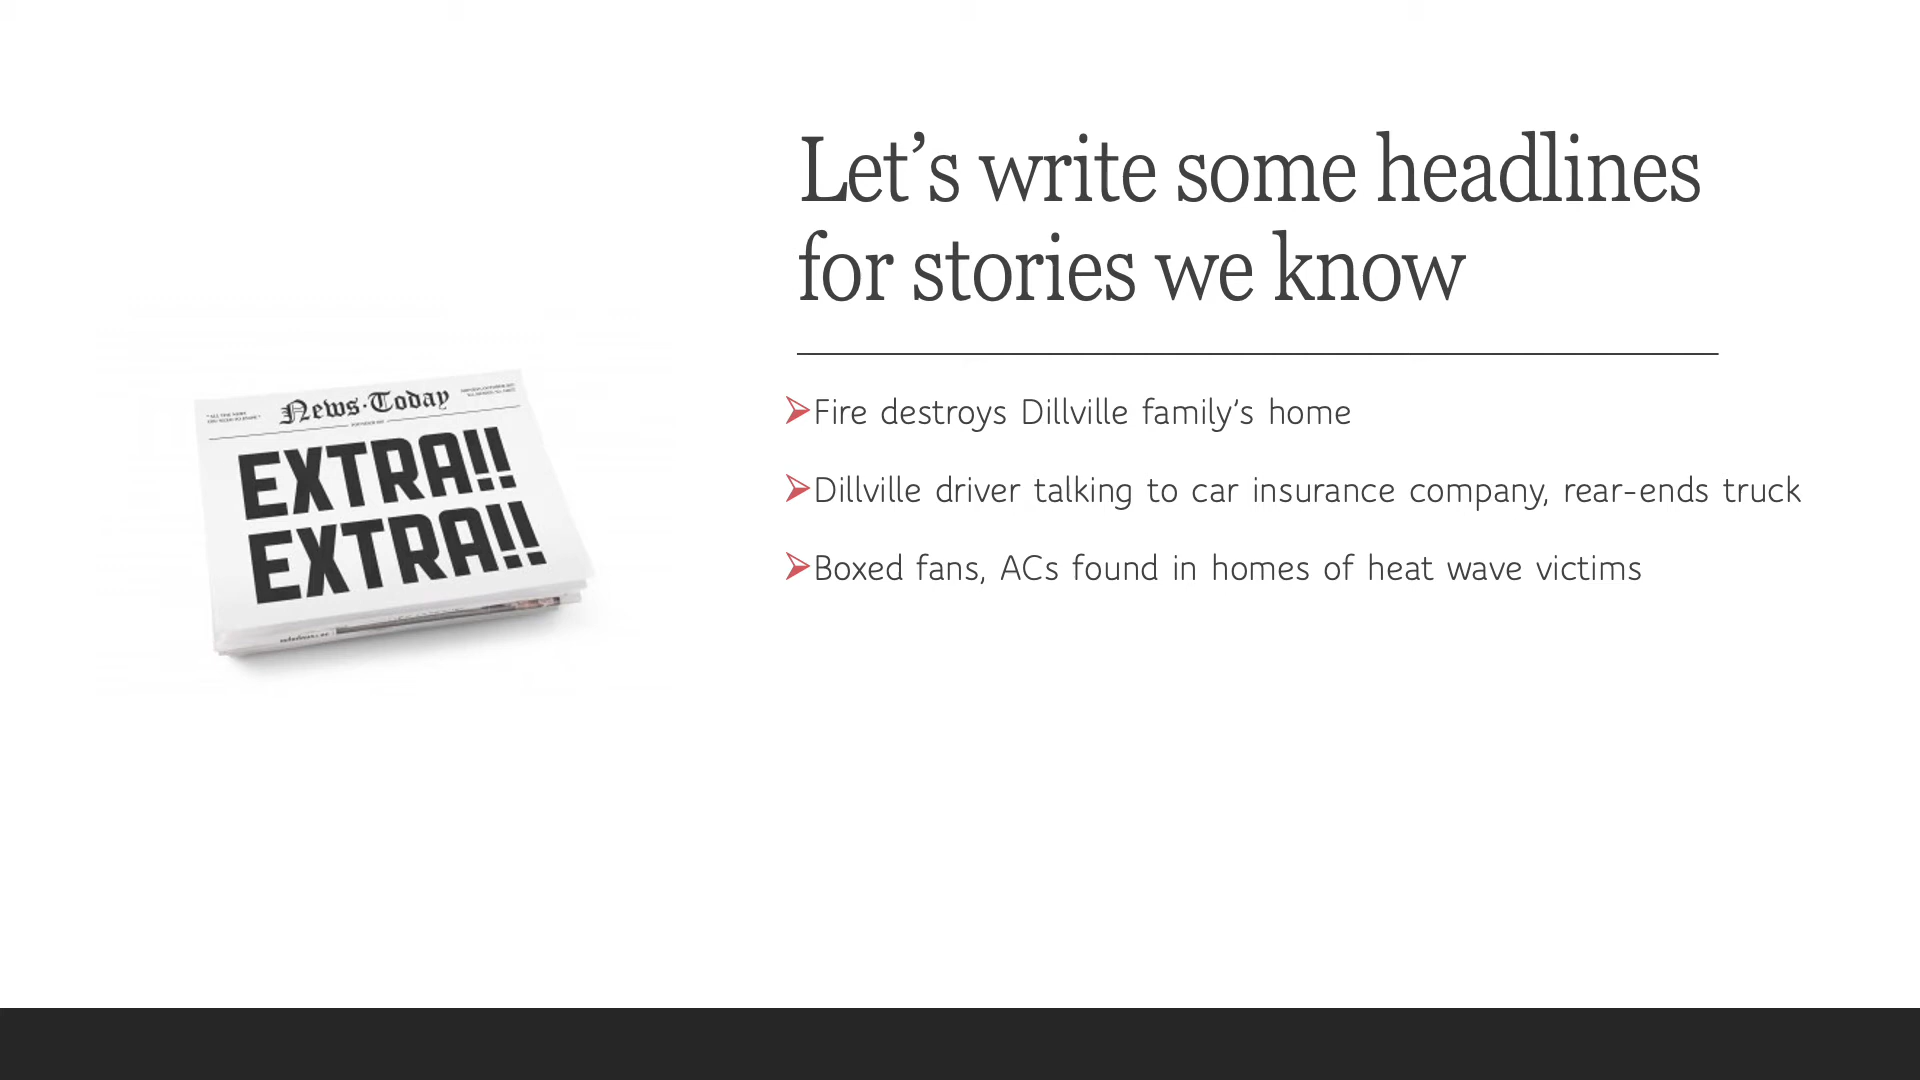 Let’s write some headlines
for stories we know
Fire destroys Dillville family’s home
Dillville driver talking to car insurance company, rear-ends truck
Boxed fans, ACs found in homes of heat wave victims
News·Today
EXTRA!!
EXTRA!!